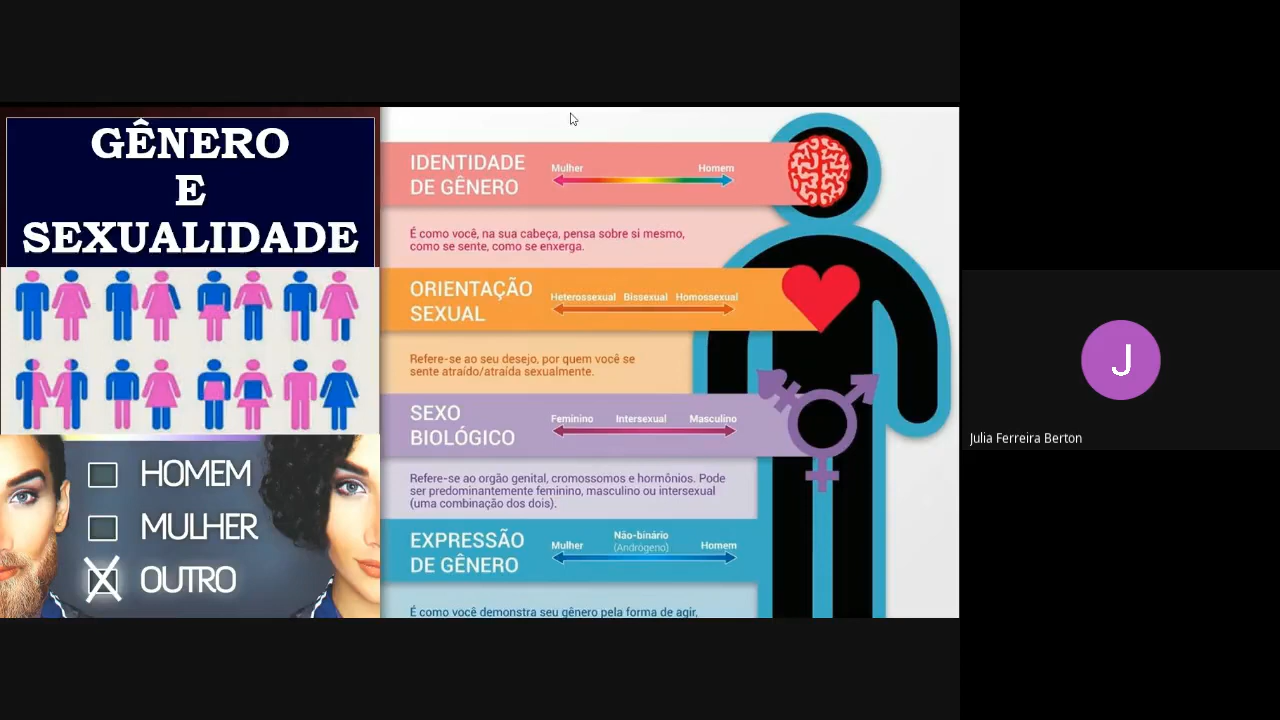 GÊNERO
E
SEXUALIDADE
HOMEM
MULHER
OUTRO
IDENTIDADE
DE GÊNERO
Mulher Homem
É como você, na sua cabeça, pensa sobre si mesmo,
como se sente, como se enxerga.
ORIENTAÇÃO
SEXUAL
Heterossexual Bissexual Homossexual
Refere-se ao seu desejo, por quem você se
sente atraído/atraída sexualmente.
SEXO
BIOLÓGICO
Feminino Intersexual Masculino
Refere-se ao orgão genital, cromossomos e hormônios. Pode
ser predominantemente feminino, masculino ou intersexual
(uma combinação dos dois).
EXPRESSÃO
DE GÊNERO
Mulher Não-binário Homem
(Andrógeno)
É como você demonstra seu gênero pela forma de agir,
J
Julia Ferreira Berton